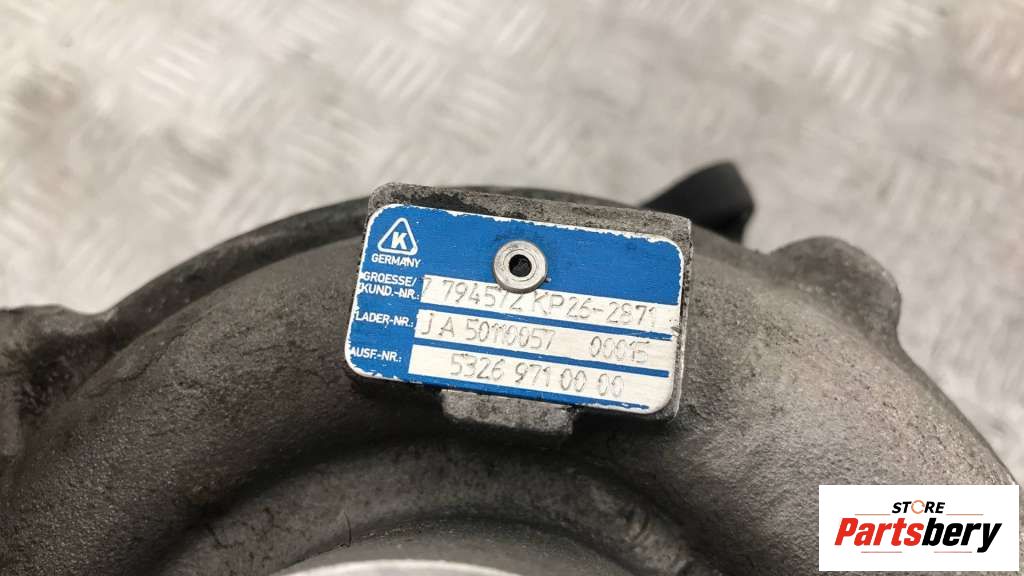 K
GERMANY
GROESSE/
KUND.-NR.: 7 794572 KP26-2871
LADER-NR.: JA 50110057 00015
AUSF.-NR.: 5326 971 00 00
STORE
Partsbery